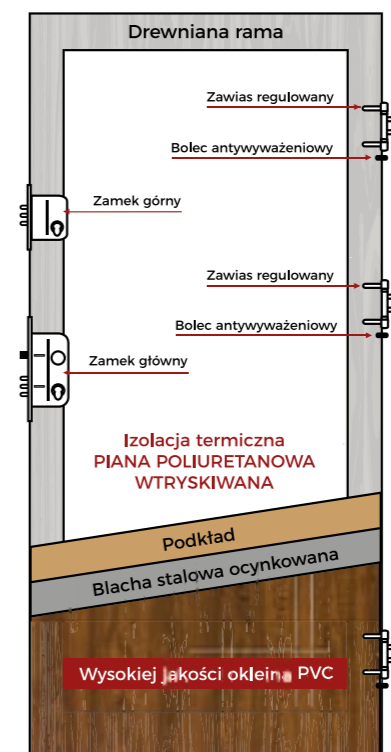 Drewniana rama
Zawias regulowany
Bolec antywyważeniowy
Zamek górny
Zawias regulowany
Bolec antywyważeniowy
Zamek główny
Izolacja termiczna
PIANA POLIURETANOWA
WTRYSKIWANA
Podkład
Blacha stalowa ocynkowana
Wysokiej jakości okleina PVC